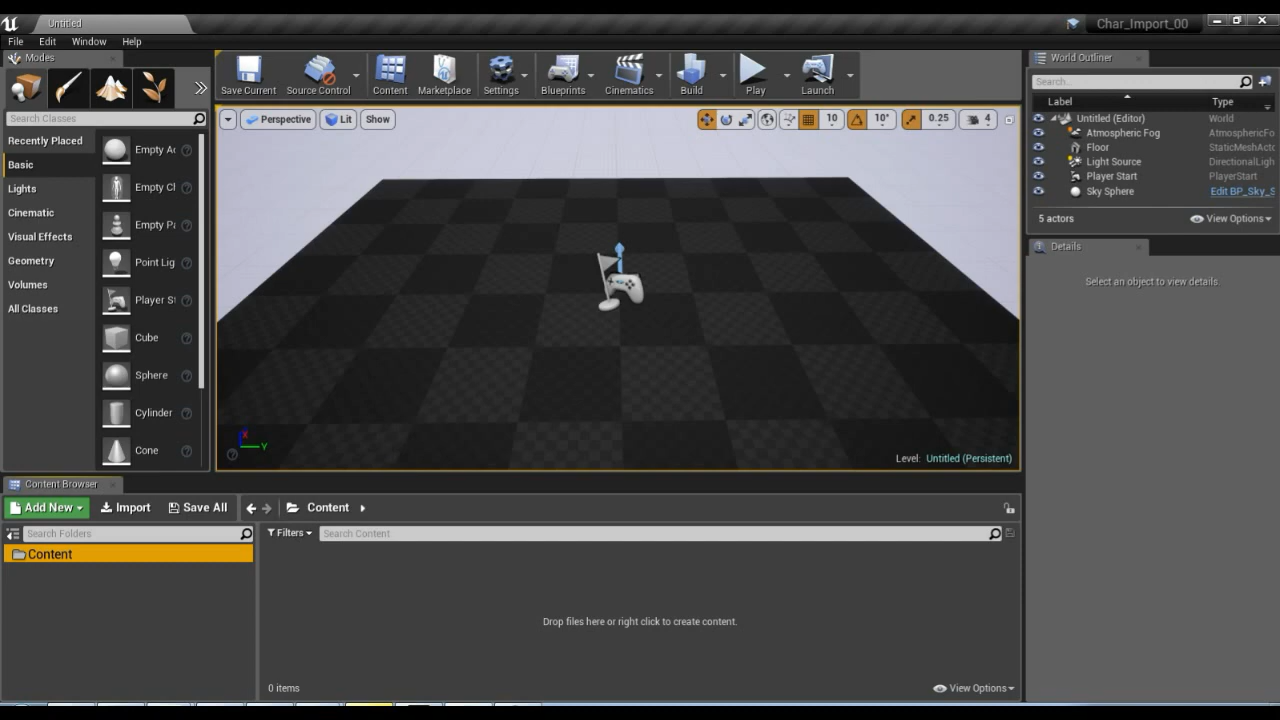 Untitled
Char_Import_00
File Edit Window Help
Modes
Search Classes
Recently Placed
Basic
Lights
Cinematic
Visual Effects
Geometry
Volumes
All Classes
Empty Ac
Empty Cl
Empty Pa
Point Lig
Player St
Cube
Sphere
Cylinder
Cone
Save Current Source Control Content Marketplace Settings Blueprints Cinematics Build Play Launch
Perspective Lit Show
10 10° 0.25 4
Y
Level: Untitled (Persistent)
World Outliner
Search...
Label Type
Untitled (Editor) World
Atmospheric Fog AtmosphericFo
Floor StaticMeshActo
Light Source DirectionalLigh
Player Start PlayerStart
Sky Sphere Edit BP_Sky_S
5 actors View Options
Details
Select an object to view details
Content Browser
Add New Import Save All Content
Search Folders
Content
Filters Search Content
Drop files here or right click to create content.
0 items View Options